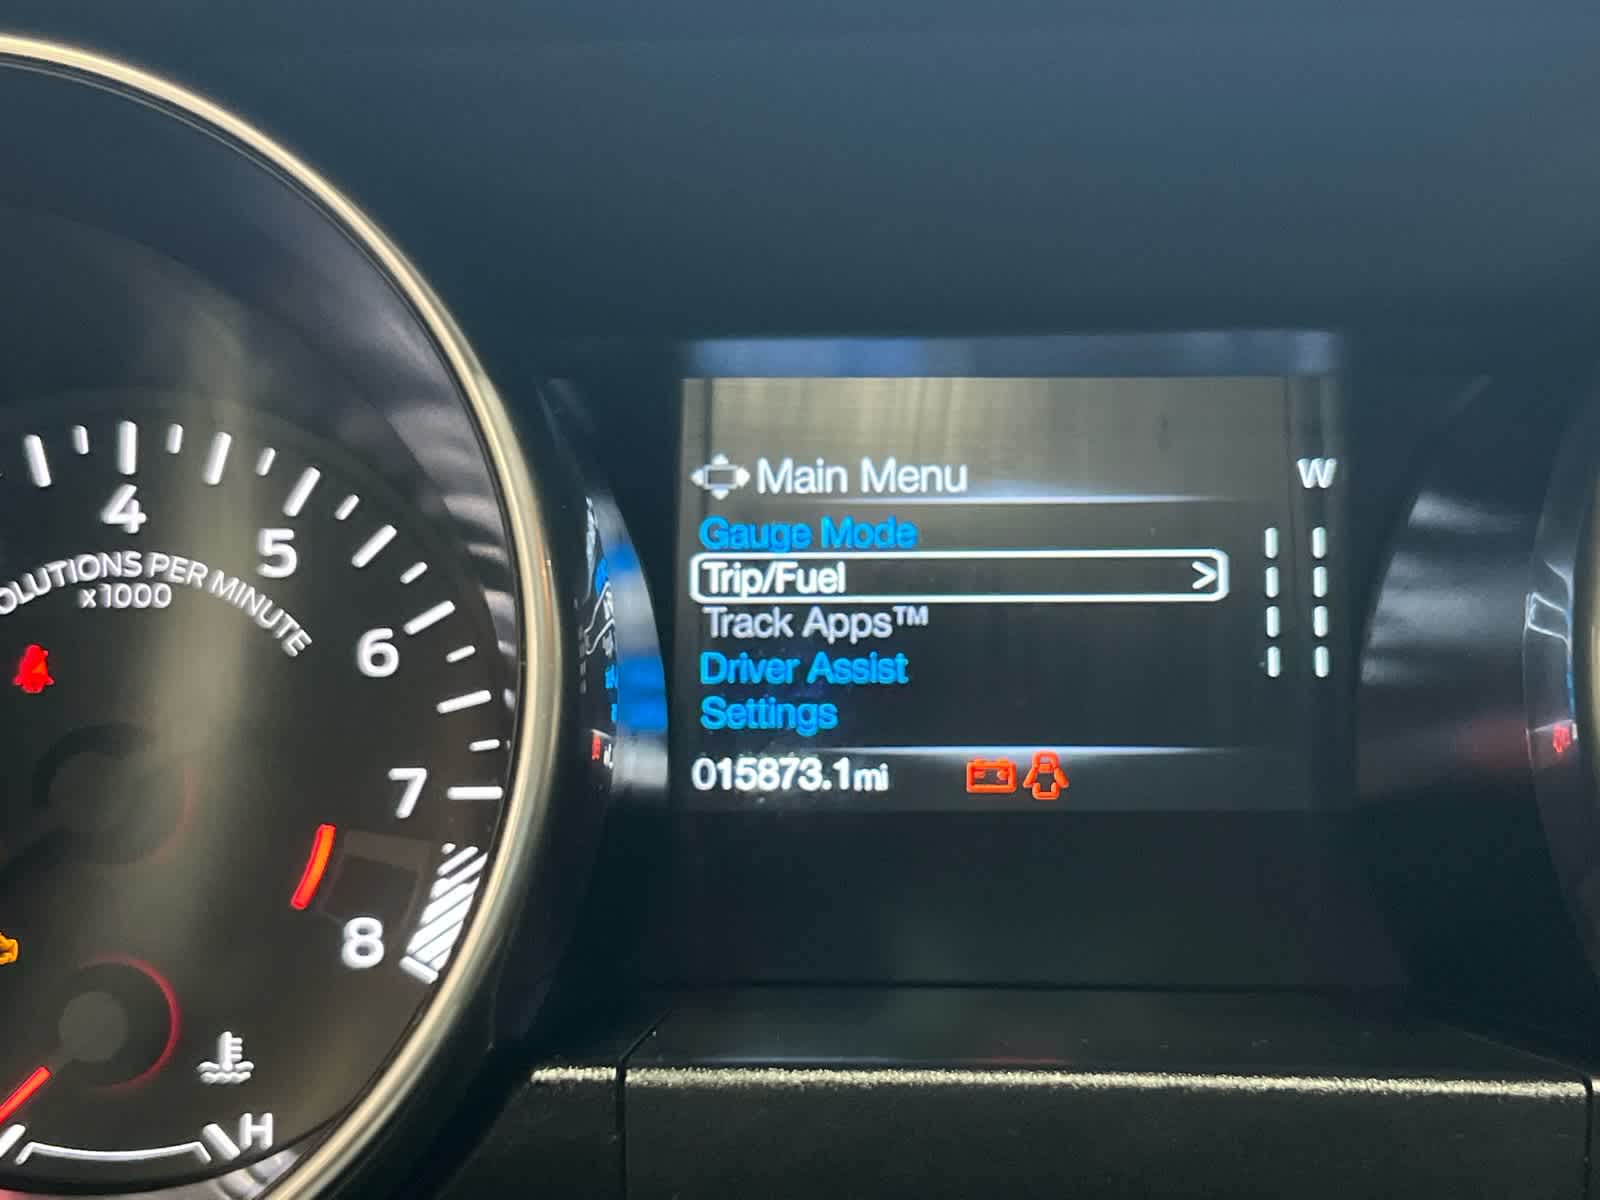 Main Menu
W
Gauge Mode
Trip/Fuel >
Track Apps™
Driver Assist
Settings
015873.1mi
4
5
6
7
8
OLUTIONS PER MINUTE
x1000
H